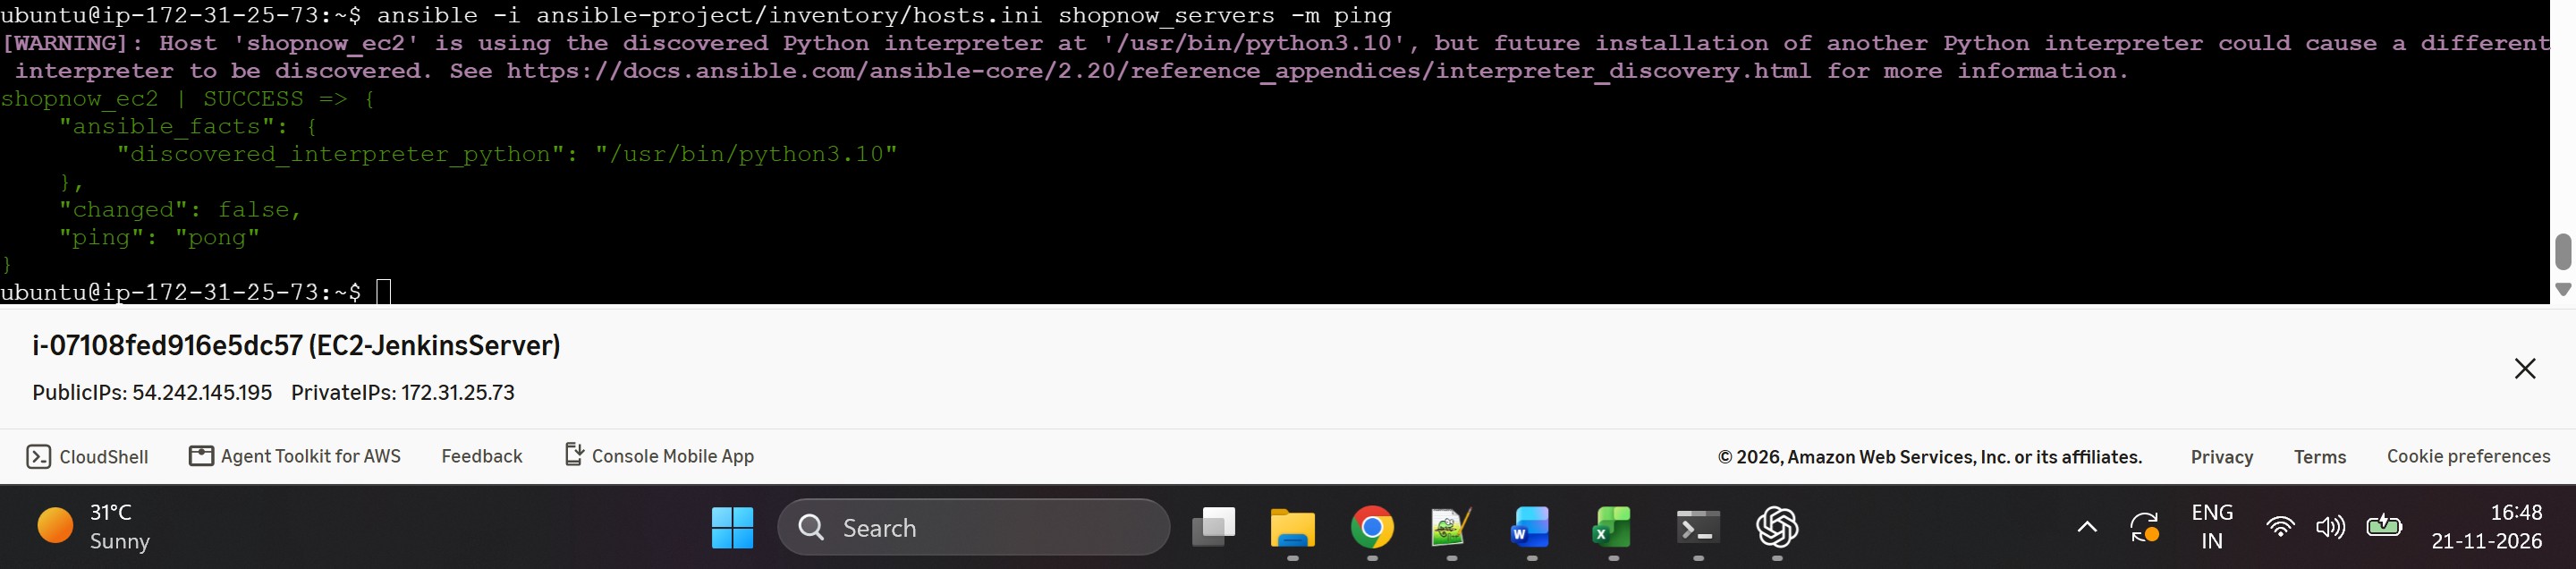 ubuntu@ip-172-31-25-73:~$ ansible -i ansible-project/inventory/hosts.ini shopnow_servers -m ping
[WARNING]: Host 'shopnow_ec2' is using the discovered Python interpreter at '/usr/bin/python3.10', but future installation of another Python interpreter could cause a different
 interpreter to be discovered. See https://docs.ansible.com/ansible-core/2.20/reference_appendices/interpreter_discovery.html for more information.
shopnow_ec2 | SUCCESS => {
    "ansible_facts": {
        "discovered_interpreter_python": "/usr/bin/python3.10"
    },
    "changed": false,
    "ping": "pong"
}
ubuntu@ip-172-31-25-73:~$
i-07108fed916e5dc57 (EC2-JenkinsServer)
PublicIPs: 54.242.145.195 PrivateIPs: 172.31.25.73
CloudShell Agent Toolkit for AWS Feedback Console Mobile App © 2026, Amazon Web Services, Inc. or its affiliates. Privacy Terms Cookie preferences
31°C
Sunny
Search
ENG
IN
16:48
21-11-2026